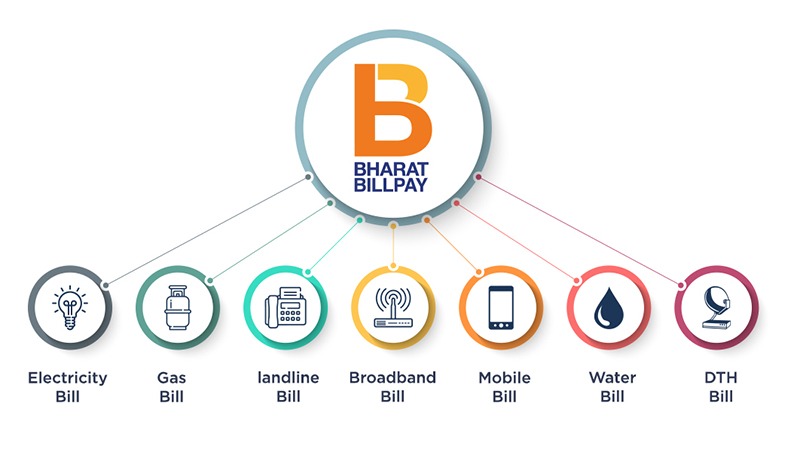 B
BHARAT
BILLPAY
Electricity
Bill
Gas
Bill
landline
Bill
Broadband
Bill
Mobile
Bill
Water
Bill
DTH
Bill